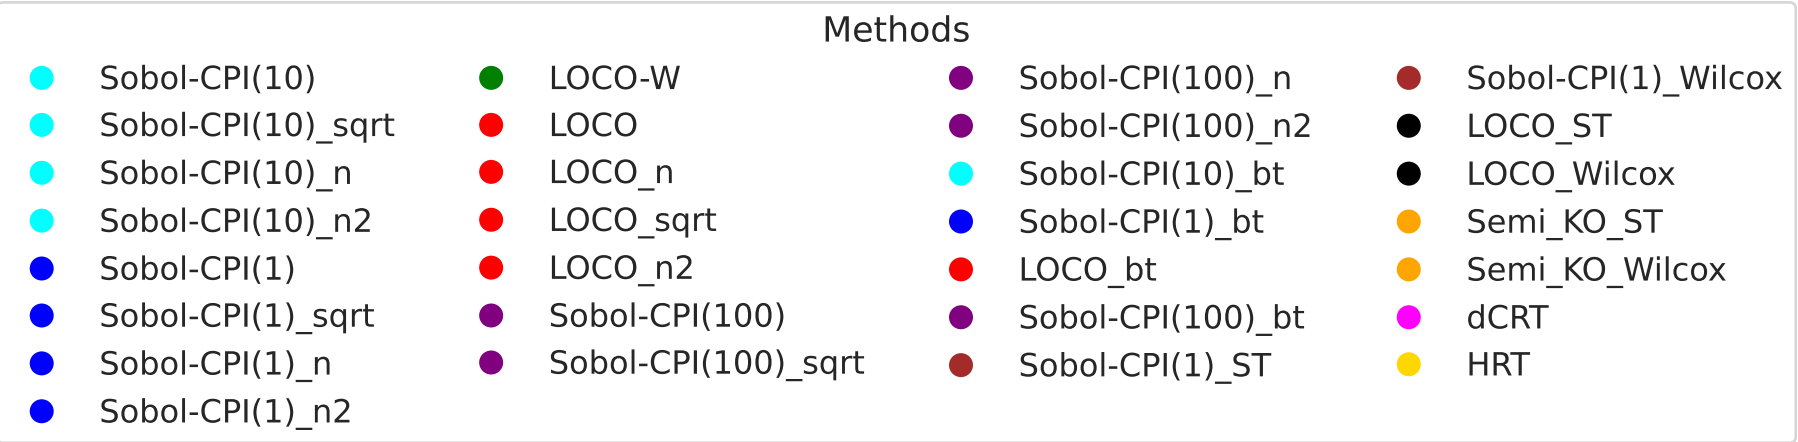 Methods
Sobol-CPI(10)
Sobol-CPI(10)_sqrt
Sobol-CPI(10)_n
Sobol-CPI(10)_n2
Sobol-CPI(1)
Sobol-CPI(1)_sqrt
Sobol-CPI(1)_n
Sobol-CPI(1)_n2
LOCO-W
LOCO
LOCO_n
LOCO_sqrt
LOCO_n2
Sobol-CPI(100)
Sobol-CPI(100)_sqrt
Sobol-CPI(100)_n
Sobol-CPI(100)_n2
Sobol-CPI(10)_bt
Sobol-CPI(1)_bt
LOCO_bt
Sobol-CPI(100)_bt
Sobol-CPI(1)_ST
Sobol-CPI(1)_Wilcox
LOCO_ST
LOCO_Wilcox
Semi_KO_ST
Semi_KO_Wilcox
dCRT
HRT